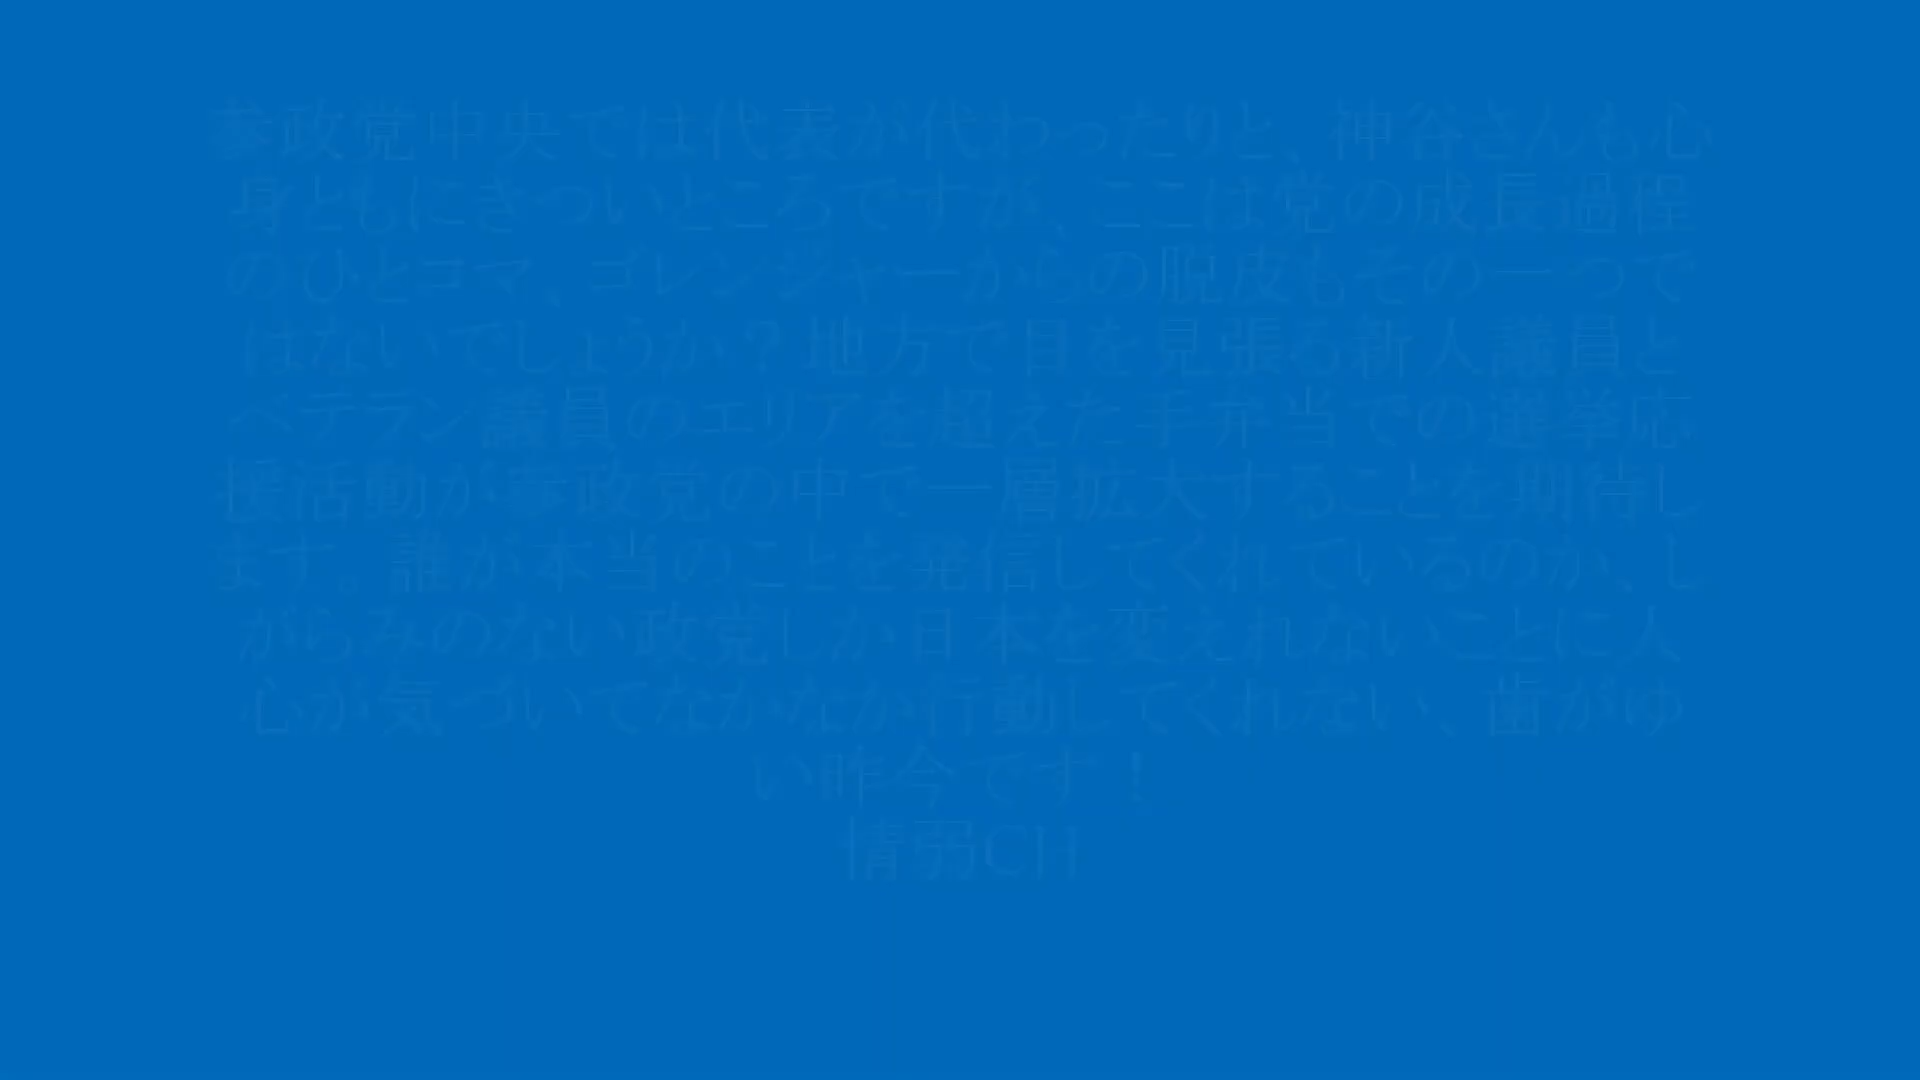 参政党中央では代表が代わったりと、神谷さんも心
身ともにきついところですが、ここは党の成長過程
のひとコマ、ゴレンジャーからの脱皮もその一つで
はないでしょうか？地方で目を見張る新人議員と
ベテラン議員のエリアを超えた手弁当での選挙応
援活動が参政党の中で一層拡大することを期待し
ます。誰が本当のことを発信してくれているのか、し
がらみのない政党しか日本を変えれないことに人
心が気づいてなかなか行動してくれない、歯がゆ
い昨今です！
情弱CH